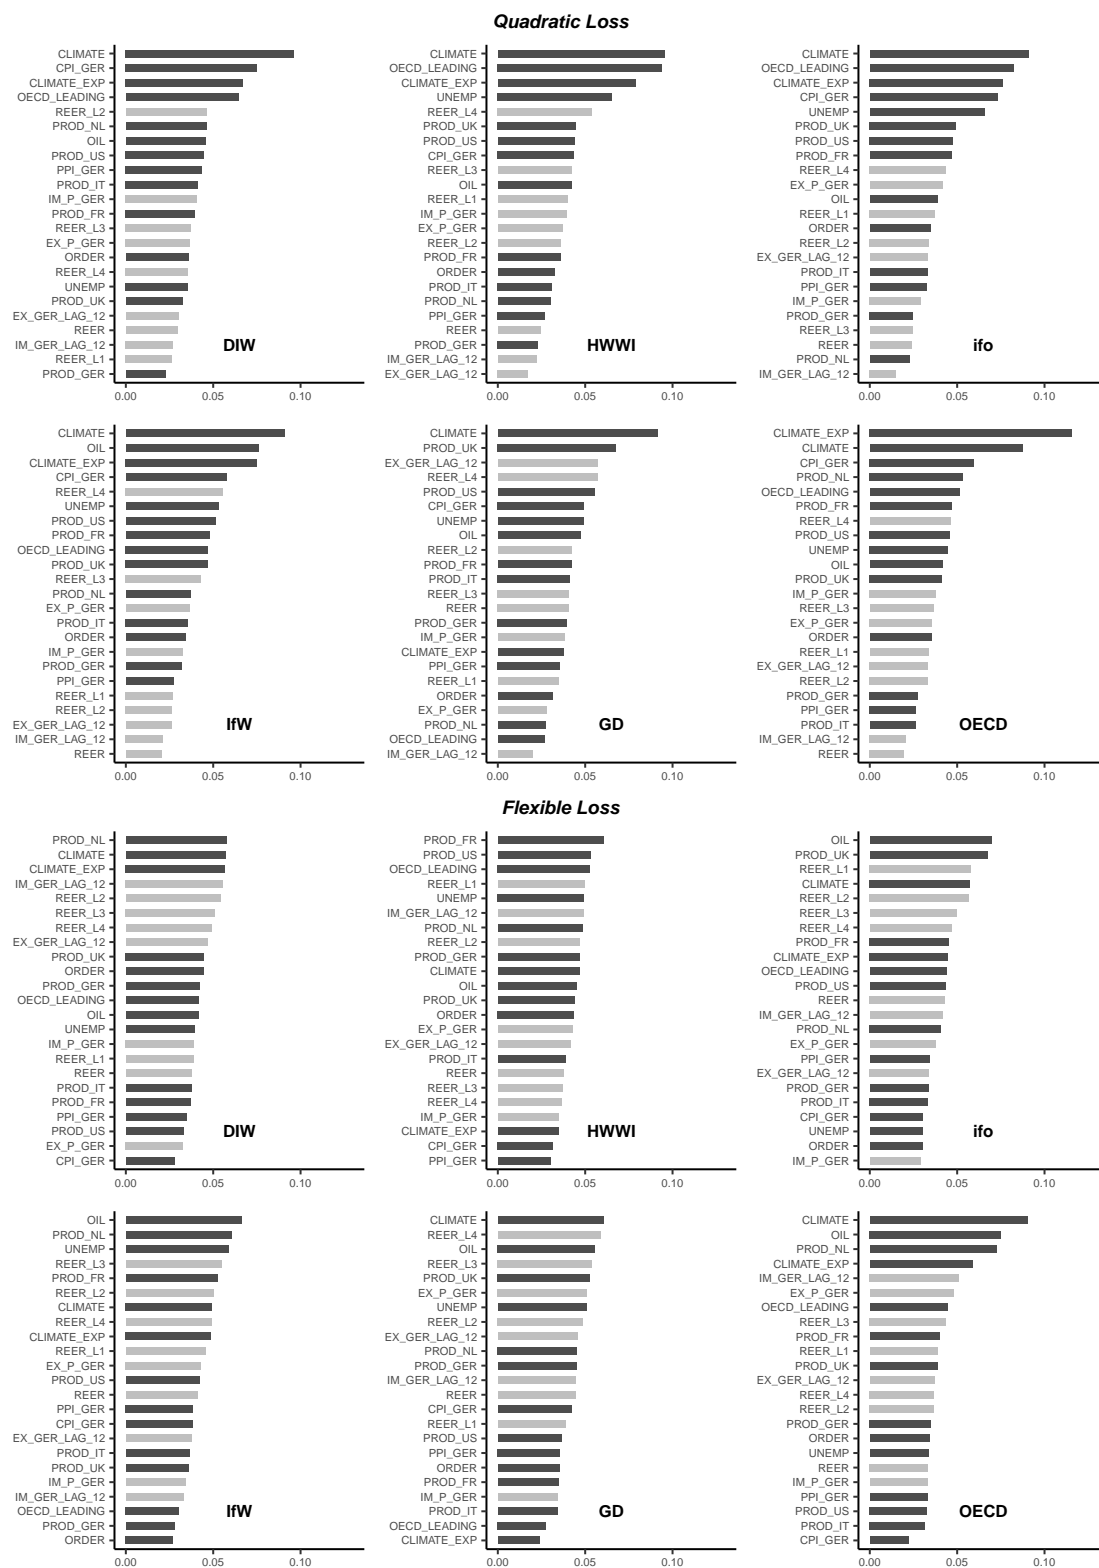 Quadratic Loss
CLIMATE
CPI_GER
CLIMATE_EXP
OECD_LEADING
REER_L2
PROD_NL
OIL
PROD_US
PPI_GER
PROD_IT
IM_P_GER
PROD_FR
REER_L3
EX_P_GER
ORDER
REER_L4
UNEMP
PROD_UK
EX_GER_LAG_12
REER
IM_GER_LAG_12
REER_L1
PROD_GER
DIW
0.00 0.05 0.10
CLIMATE
OECD_LEADING
CLIMATE_EXP
UNEMP
REER_L4
PROD_UK
PROD_US
CPI_GER
REER_L3
OIL
REER_L1
IM_P_GER
EX_P_GER
REER_L2
PROD_FR
ORDER
PROD_IT
PROD_NL
PPI_GER
REER
PROD_GER
IM_GER_LAG_12
EX_GER_LAG_12
HWWI
0.00 0.05 0.10
CLIMATE
OECD_LEADING
CLIMATE_EXP
CPI_GER
UNEMP
PROD_UK
PROD_US
PROD_FR
REER_L4
EX_P_GER
OIL
REER_L1
ORDER
REER_L2
EX_GER_LAG_12
PROD_IT
PPI_GER
IM_P_GER
PROD_GER
REER_L3
REER
PROD_NL
IM_GER_LAG_12
ifo
0.00 0.05 0.10
CLIMATE
OIL
CLIMATE_EXP
CPI_GER
REER_L4
UNEMP
PROD_US
PROD_FR
OECD_LEADING
PROD_UK
REER_L3
PROD_NL
EX_P_GER
PROD_IT
ORDER
IM_P_GER
PROD_GER
PPI_GER
REER_L1
REER_L2
EX_GER_LAG_12
IM_GER_LAG_12
REER
IfW
0.00 0.05 0.10
CLIMATE
PROD_UK
EX_GER_LAG_12
REER_L4
PROD_US
CPI_GER
UNEMP
OIL
REER_L2
PROD_FR
PROD_IT
REER_L3
REER
PROD_GER
IM_P_GER
CLIMATE_EXP
PPI_GER
REER_L1
ORDER
EX_P_GER
PROD_NL
OECD_LEADING
IM_GER_LAG_12
GD
0.00 0.05 0.10
CLIMATE_EXP
CLIMATE
CPI_GER
PROD_NL
OECD_LEADING
PROD_FR
REER_L4
PROD_US
UNEMP
OIL
PROD_UK
IM_P_GER
REER_L3
EX_P_GER
ORDER
REER_L1
EX_GER_LAG_12
REER_L2
PROD_GER
PPI_GER
PROD_IT
IM_GER_LAG_12
REER
OECD
0.00 0.05 0.10
Flexible Loss
PROD_NL
CLIMATE
CLIMATE_EXP
IM_GER_LAG_12
REER_L2
REER_L3
REER_L4
EX_GER_LAG_12
PROD_UK
ORDER
PROD_GER
OECD_LEADING
OIL
UNEMP
IM_P_GER
REER_L1
REER
PROD_IT
PROD_FR
PPI_GER
PROD_US
EX_P_GER
CPI_GER
DIW
0.00 0.05 0.10
PROD_FR
PROD_US
OECD_LEADING
REER_L1
UNEMP
IM_GER_LAG_12
PROD_NL
REER_L2
PROD_GER
CLIMATE
OIL
PROD_UK
ORDER
EX_P_GER
EX_GER_LAG_12
PROD_IT
REER
REER_L3
REER_L4
IM_P_GER
CLIMATE_EXP
CPI_GER
PPI_GER
HWWI
0.00 0.05 0.10
OIL
PROD_UK
REER_L1
CLIMATE
REER_L2
REER_L3
REER_L4
PROD_FR
CLIMATE_EXP
OECD_LEADING
PROD_US
REER
IM_GER_LAG_12
PROD_NL
EX_P_GER
PPI_GER
EX_GER_LAG_12
PROD_GER
PROD_IT
CPI_GER
UNEMP
ORDER
IM_P_GER
ifo
0.00 0.05 0.10
OIL
PROD_NL
UNEMP
REER_L3
PROD_FR
REER_L2
CLIMATE
REER_L4
CLIMATE_EXP
REER_L1
EX_P_GER
PROD_US
REER
PPI_GER
CPI_GER
EX_GER_LAG_12
PROD_IT
PROD_UK
IM_P_GER
IM_GER_LAG_12
OECD_LEADING
PROD_GER
ORDER
IfW
0.00 0.05 0.10
CLIMATE
REER_L4
OIL
REER_L3
PROD_UK
EX_P_GER
UNEMP
REER_L2
EX_GER_LAG_12
PROD_NL
PROD_GER
IM_GER_LAG_12
REER
CPI_GER
REER_L1
PROD_US
PPI_GER
ORDER
PROD_FR
IM_P_GER
PROD_IT
OECD_LEADING
CLIMATE_EXP
GD
0.00 0.05 0.10
CLIMATE
OIL
PROD_NL
CLIMATE_EXP
IM_GER_LAG_12
EX_P_GER
OECD_LEADING
REER_L3
PROD_FR
REER_L1
PROD_UK
EX_GER_LAG_12
REER_L4
REER_L2
PROD_GER
ORDER
UNEMP
REER
IM_P_GER
PPI_GER
PROD_US
PROD_IT
CPI_GER
OECD
0.00 0.05 0.10